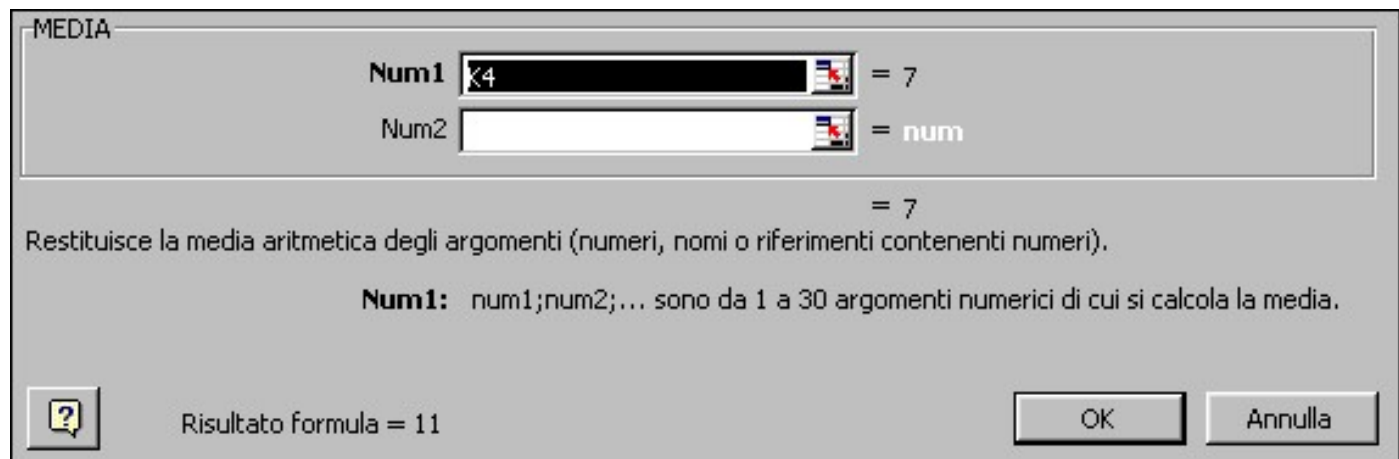 MEDIA
Num1 K4 = 7
Num2 = num
= 7
Restituisce la media aritmetica degli argomenti (numeri, nomi o riferimenti contenenti numeri).
Num1: num1;num2;... sono da 1 a 30 argomenti numerici di cui si calcola la media.
? Risultato formula = 11 OK Annulla